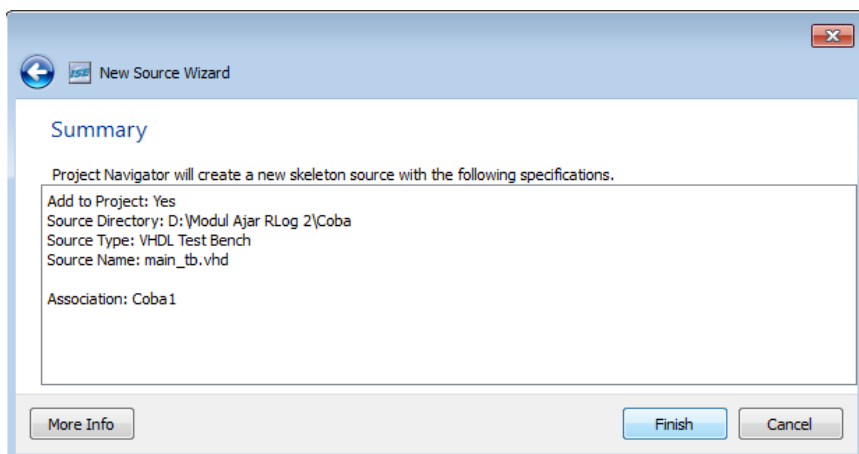 ISE New Source Wizard
Summary
Project Navigator will create a new skeleton source with the following specifications.
Add to Project: Yes
Source Directory: D:\Modul Ajar RLog 2\Coba
Source Type: VHDL Test Bench
Source Name: main_tb.vhd
Association: Coba1
More Info Finish Cancel